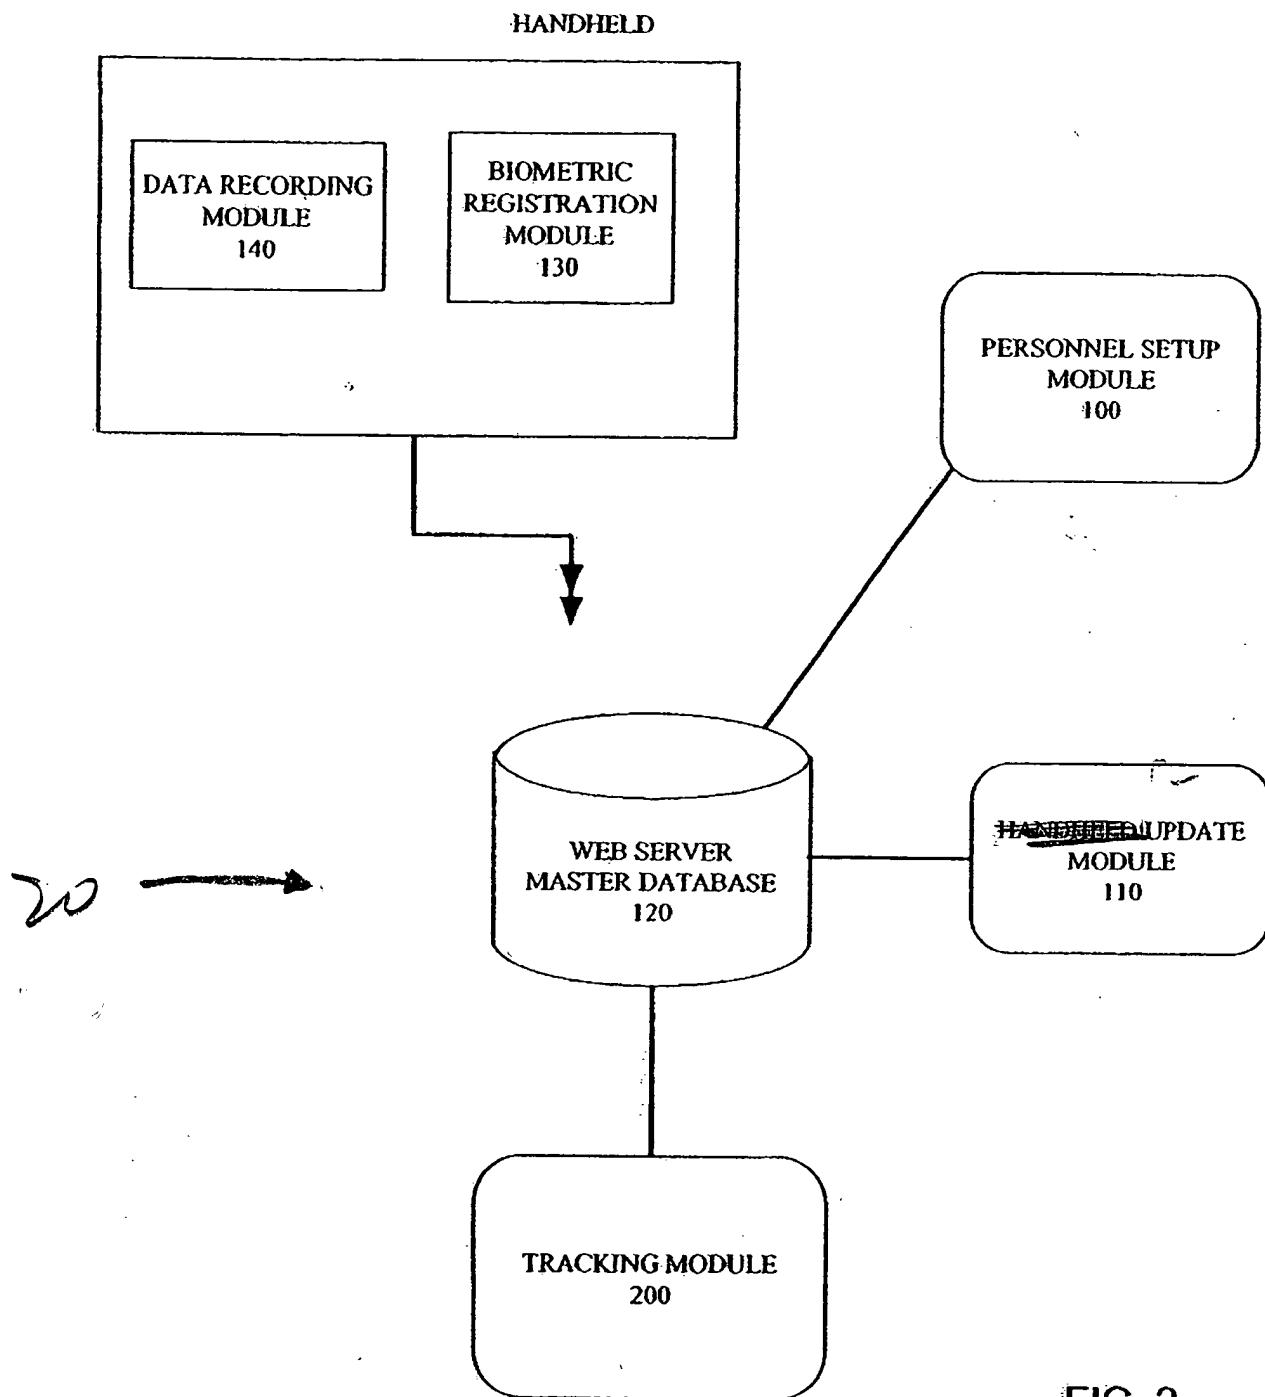 HANDHELD
DATA RECORDING
MODULE
140
BIOMETRIC
REGISTRATION
MODULE
130
PERSONNEL SETUP
MODULE
100
WEB SERVER
MASTER DATABASE
120
HANDHELD UPDATE
MODULE
110
20
TRACKING MODULE
200